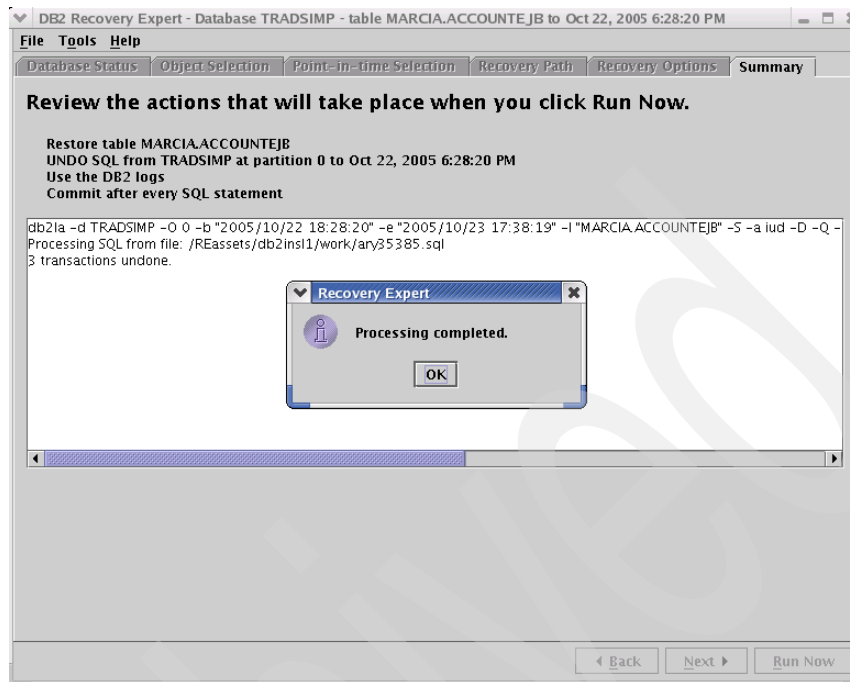 DB2 Recovery Expert - Database TRADSIMP - table MARCIA.ACCOUNTEJB to Oct 22, 2005 6:28:20 PM
File Tools Help
Database Status Object Selection Point-in-time Selection Recovery Path Recovery Options Summary
Review the actions that will take place when you click Run Now.
Restore table MARCIA.ACCOUNTEJB
UNDO SQL from TRADSIMP at partition 0 to Oct 22, 2005 6:28:20 PM
Use the DB2 logs
Commit after every SQL statement
db2la -d TRADSIMP -O 0 -b "2005/10/22 18:28:20" -e "2005/10/23 17:38:19" -l "MARCIA.ACCOUNTEJB" -S -a iud -D -Q -
Processing SQL from file: /REassets/db2insl1/work/ary35385.sql
3 transactions undone.
Recovery Expert
Processing completed.
OK
Back Next Run Now